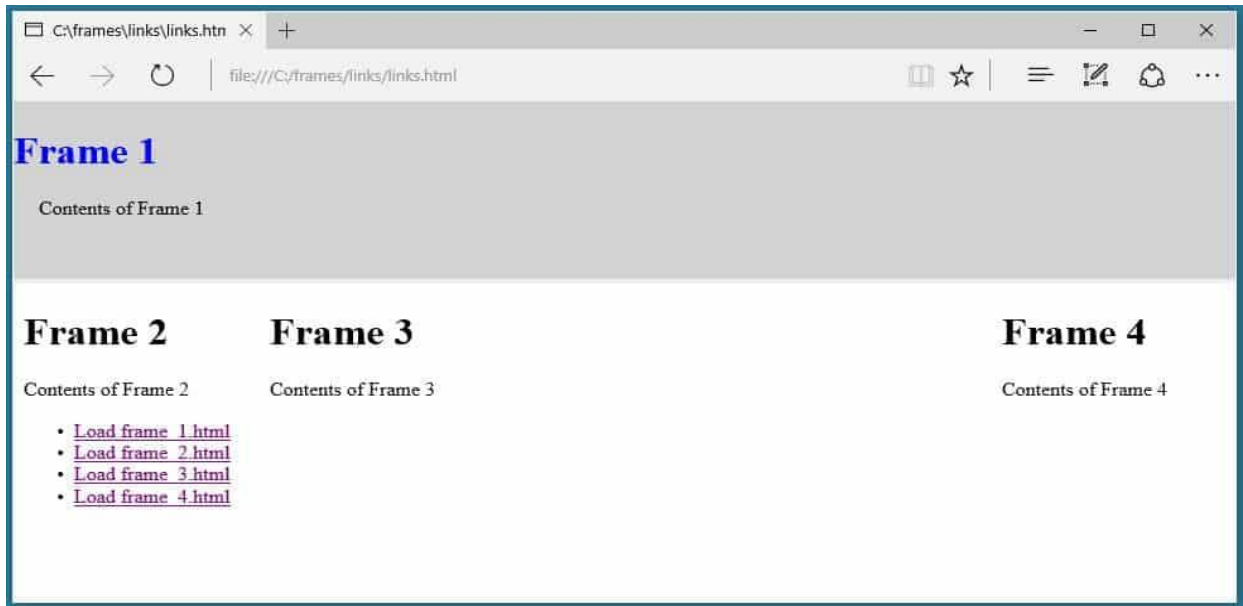 C:\frames\links\links.htn
file:///C:/frames/links/links.html
Frame 1
Contents of Frame 1
Frame 2
Contents of Frame 2
Load frame_1.html
Load frame_2.html
Load frame_3.html
Load frame_4.html
Frame 3
Contents of Frame 3
Frame 4
Contents of Frame 4